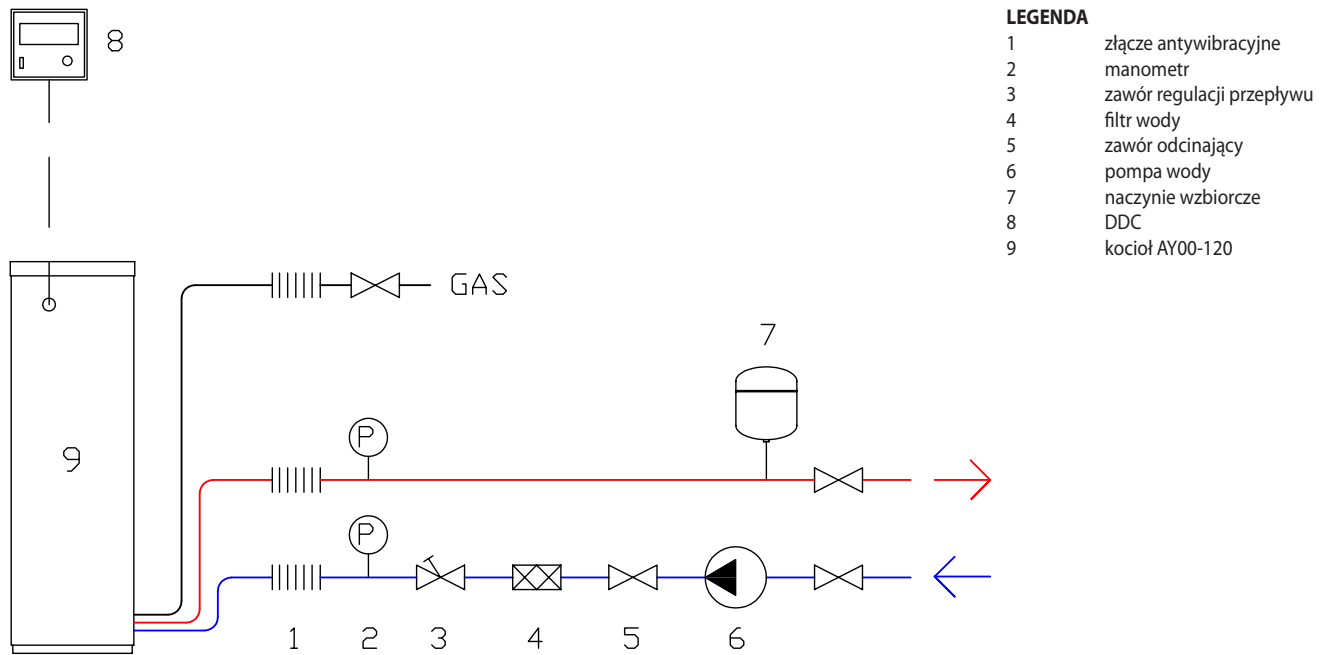 8
LEGENDA
1 złącze antywibracyjne
2 manometr
3 zawór regulacji przepływu
4 filtr wody
5 zawór odcinający
6 pompa wody
7 naczynie wzbiorcze
8 DDC
9 kocioł AY00-120
GAS
7
P
9
P
1 2 3 4 5 6